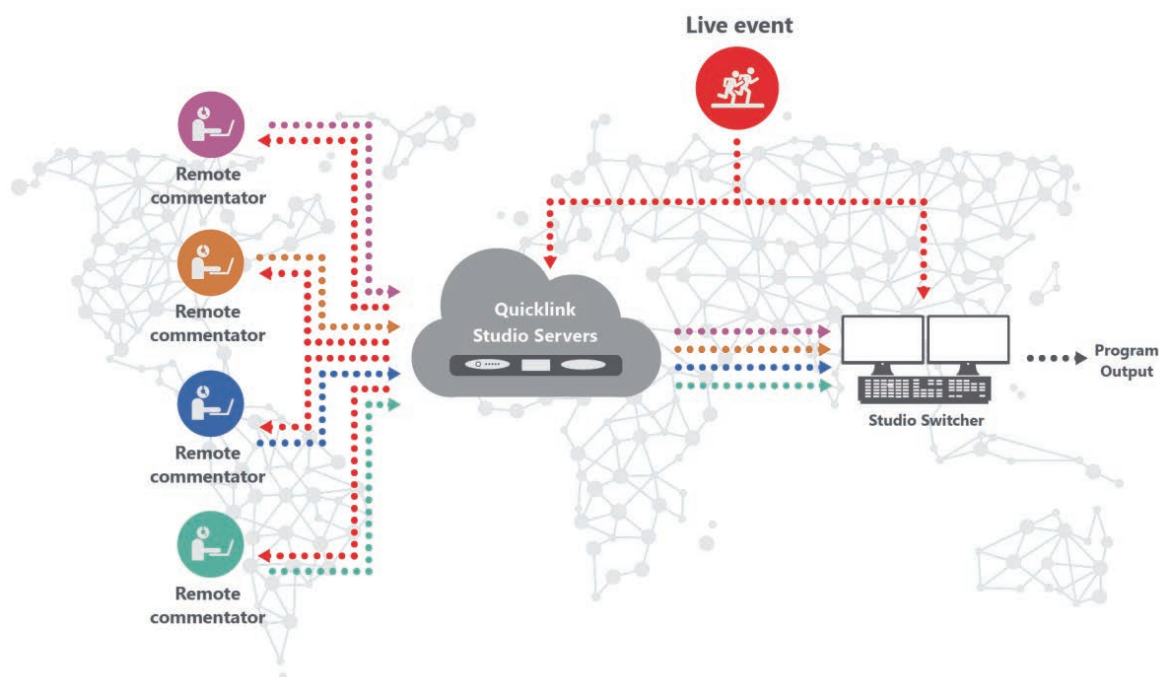 Live event
Remote
commentator
Remote
commentator
Quicklink
Studio Servers
Program
Output
Remote
commentator
Studio Switcher
Remote
commentator